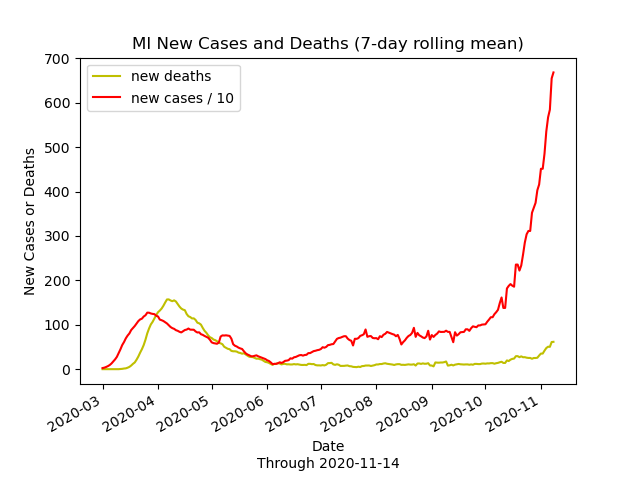 MI New Cases and Deaths (7-day rolling mean)
new deaths
new cases / 10
New Cases or Deaths
700
600
500
400
300
200
100
0
2020-03
2020-04
2020-05
2020-06
2020-07
2020-08
2020-09
2020-10
2020-11
Date
Through 2020-11-14